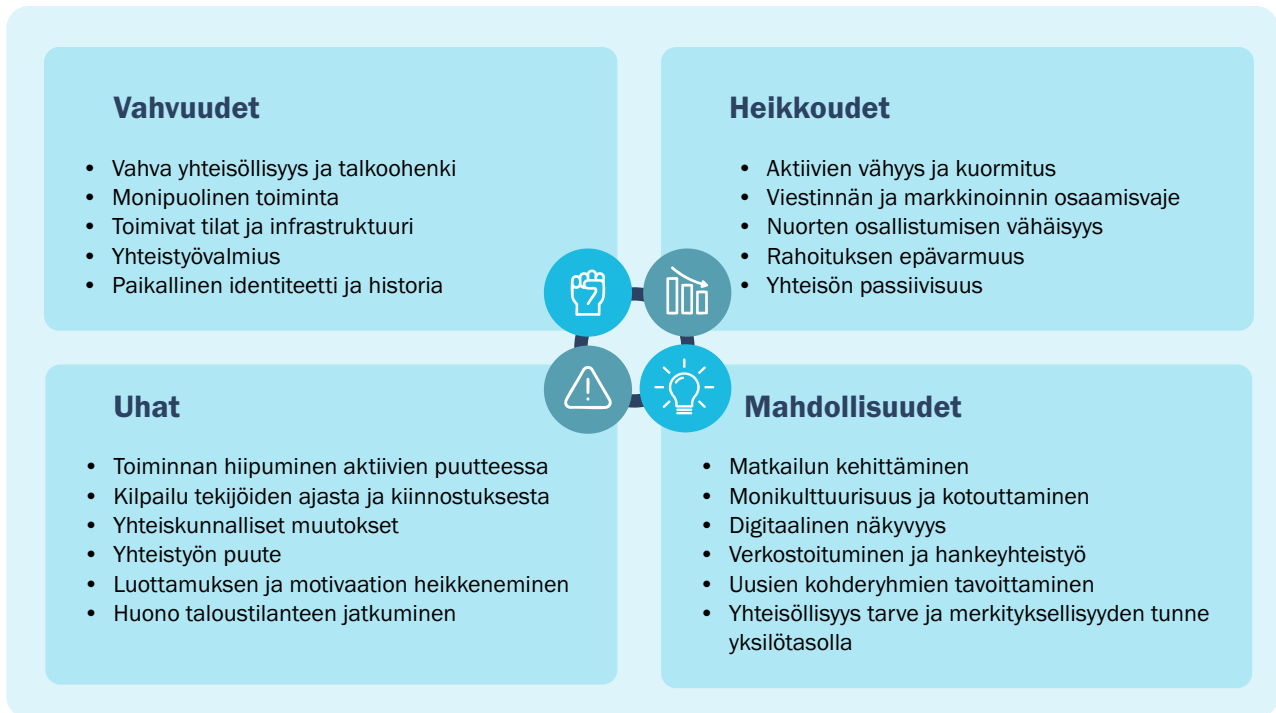 Vahvuudet
• Vahva yhteisöllisyys ja talkoohenki
• Monipuolinen toiminta
• Toimivat tilat ja infrastruktuuri
• Yhteistyövalmius
• Paikallinen identiteetti ja historia
Heikkoudet
• Aktiivien vähyys ja kuormitus
• Viestinnän ja markkinoinnin osaamisvaje
• Nuorten osallistumisen vähäisyys
• Rahoituksen epävarmuus
• Yhteisön passiivisuus
Uhat
• Toiminnan hiipuminen aktiivien puutteessa
• Kilpailu tekijöiden ajasta ja kiinnostuksesta
• Yhteiskunnalliset muutokset
• Yhteistyön puute
• Luottamuksen ja motivaation heikkeneminen
• Huono taloustilanteen jatkuminen
Mahdollisuudet
• Matkailun kehittäminen
• Monikulttuurisuus ja kotouttaminen
• Digitaalinen näkyvyys
• Verkostoituminen ja hankeyhteistyö
• Uusien kohderyhmien tavoittaminen
• Yhteisöllisyys tarve ja merkityksellisyyden tunne
yksilötasolla